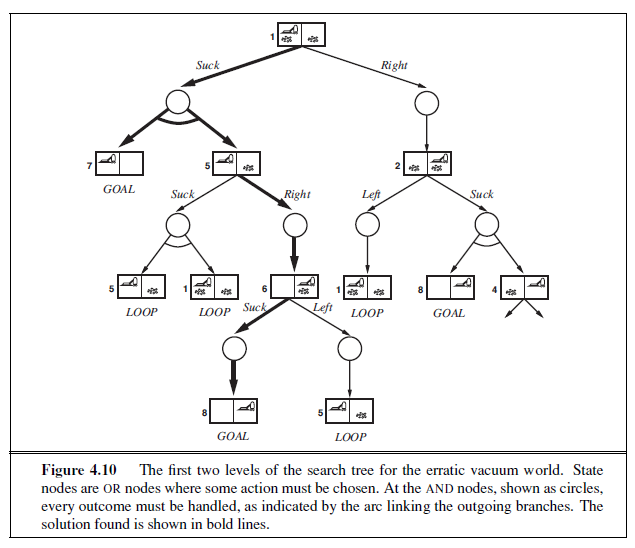 1
Suck Right
7 5 2
GOAL
Suck Right Left Suck
5 1 6 1 8 4
LOOP LOOP Suck Left LOOP GOAL
8 5
GOAL LOOP
Figure 4.10 The first two levels of the search tree for the erratic vacuum world. State
nodes are OR nodes where some action must be chosen. At the AND nodes, shown as circles,
every outcome must be handled, as indicated by the arc linking the outgoing branches. The
solution found is shown in bold lines.